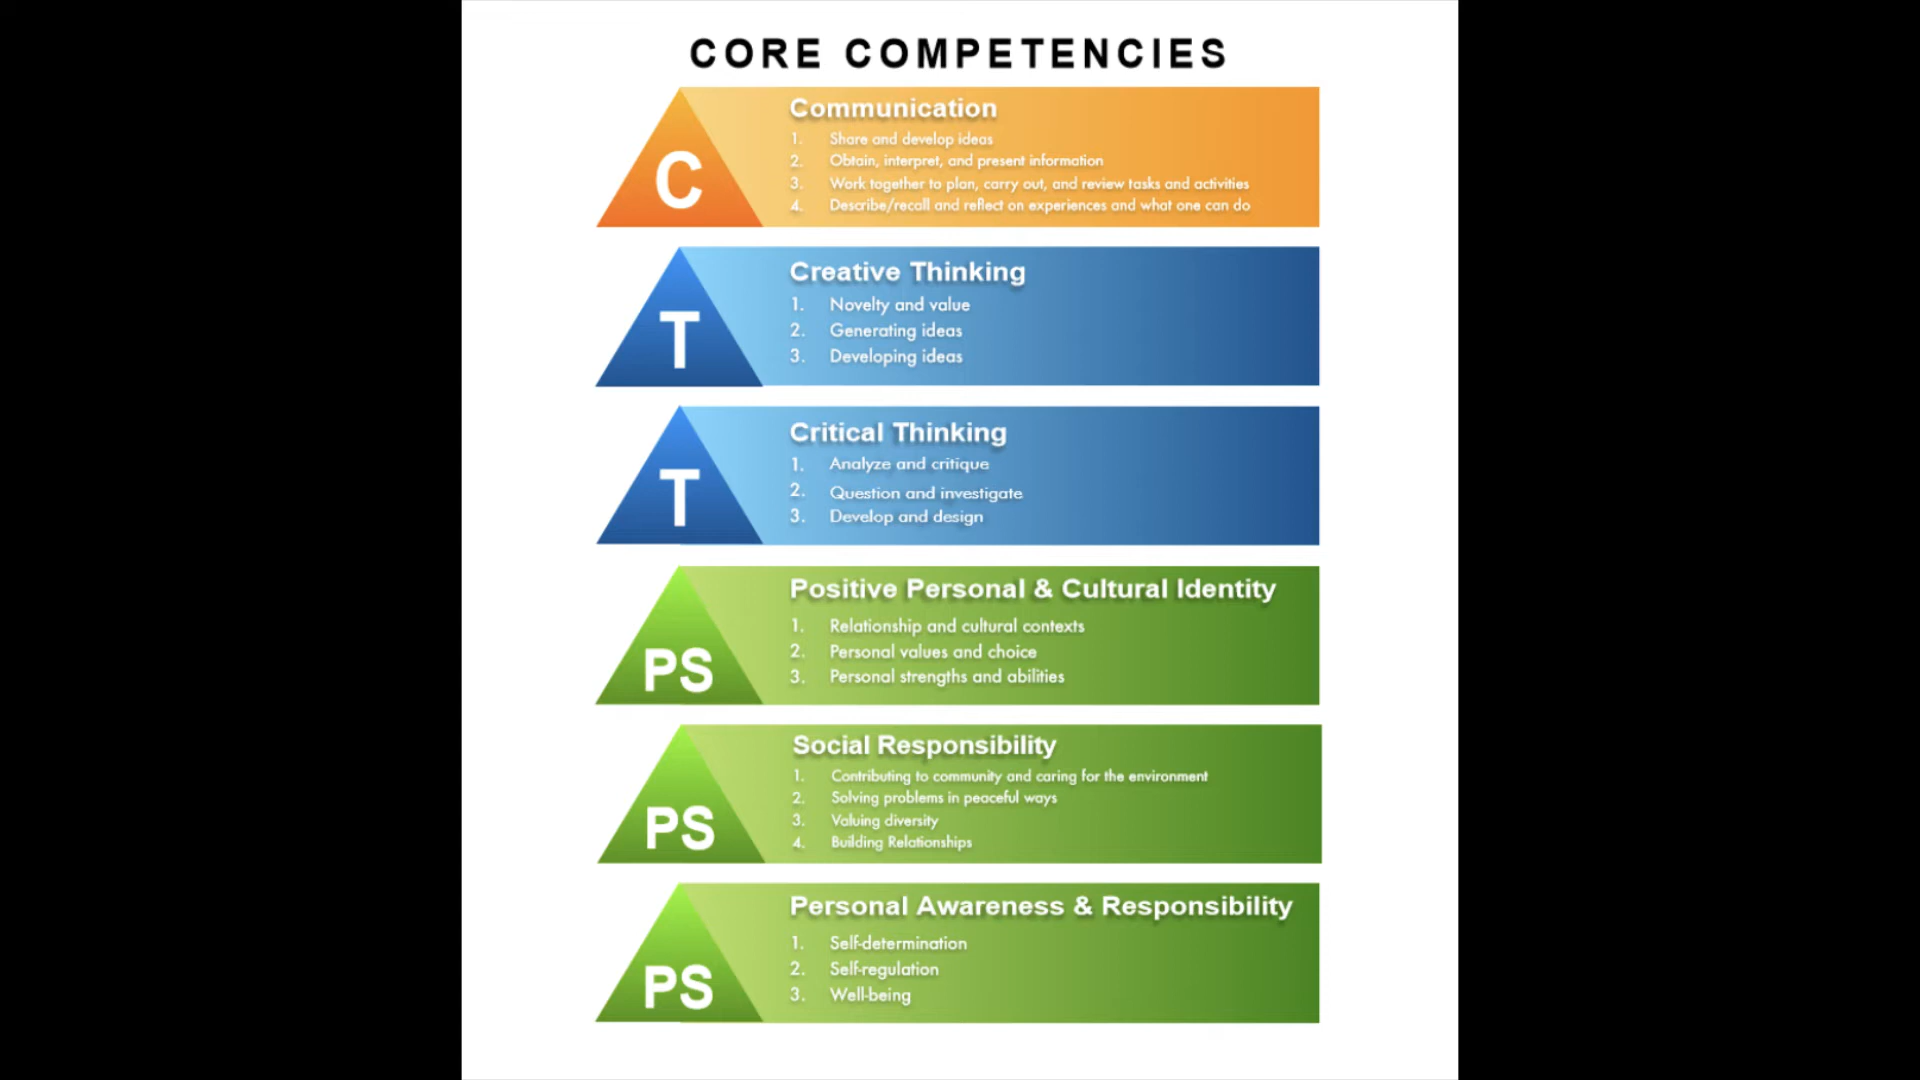 CORE COMPETENCIES
C
Communication
1. Share and develop ideas
2. Obtain, interpret, and present information
3. Work together to plan, carry out, and review tasks and activities
4. Describe/recall and reflect on experiences and what one can do
T
Creative Thinking
1. Novelty and value
2. Generating ideas
3. Developing ideas
T
Critical Thinking
1. Analyze and critique
2. Question and investigate
3. Develop and design
PS
Positive Personal & Cultural Identity
1. Relationship and cultural contexts
2. Personal values and choice
3. Personal strengths and abilities
PS
Social Responsibility
1. Contributing to community and caring for the environment
2. Solving problems in peaceful ways
3. Valuing diversity
4. Building Relationships
PS
Personal Awareness & Responsibility
1. Self-determination
2. Self-regulation
3. Well-being